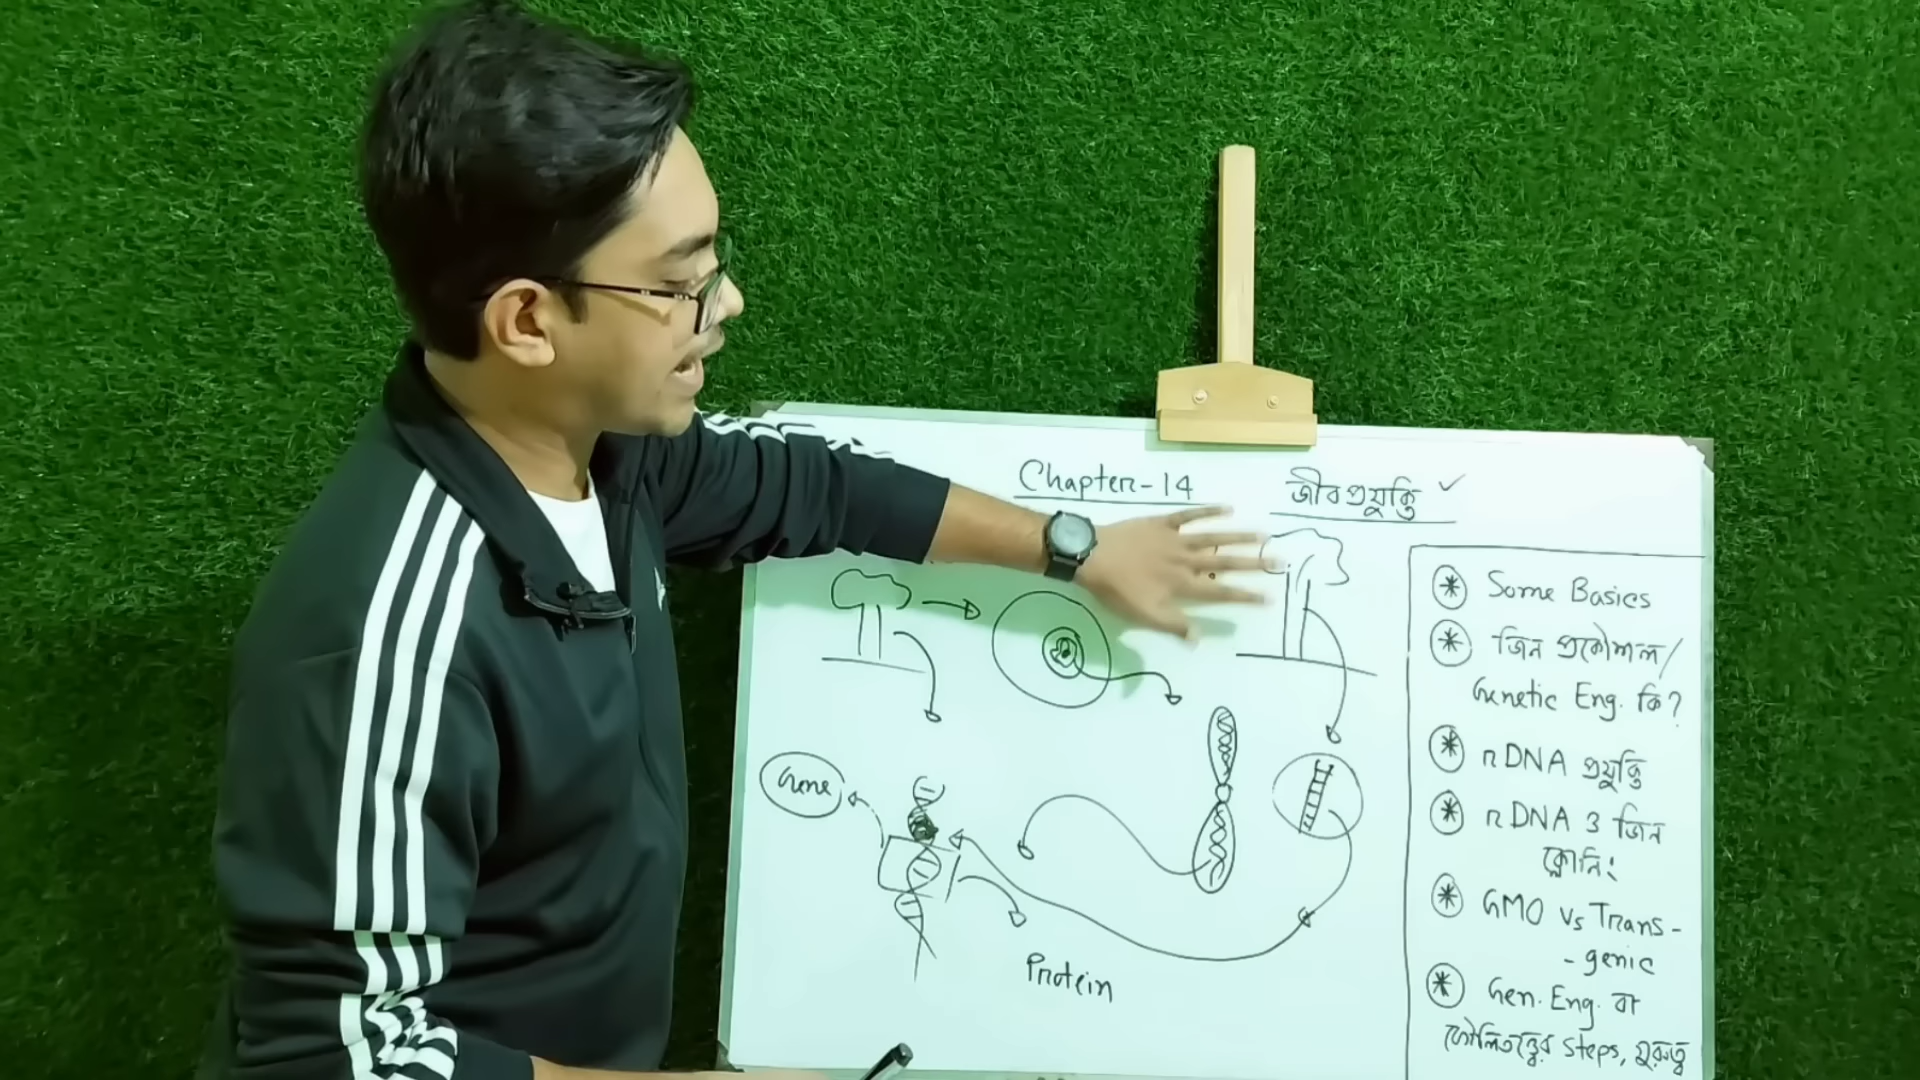 Chapter-14
জীবপ্রযুক্তি
Gene
Protein
Some Basics
জিন প্রকৌশল/
Genetic Eng. কি?
rDNA প্রযুক্তি
rDNA ও জিন
ক্লোনিং
GMO vs Trans-
-genic
Gen. Eng. বা
কৌলিতত্ত্বের steps, গুরুত্ব